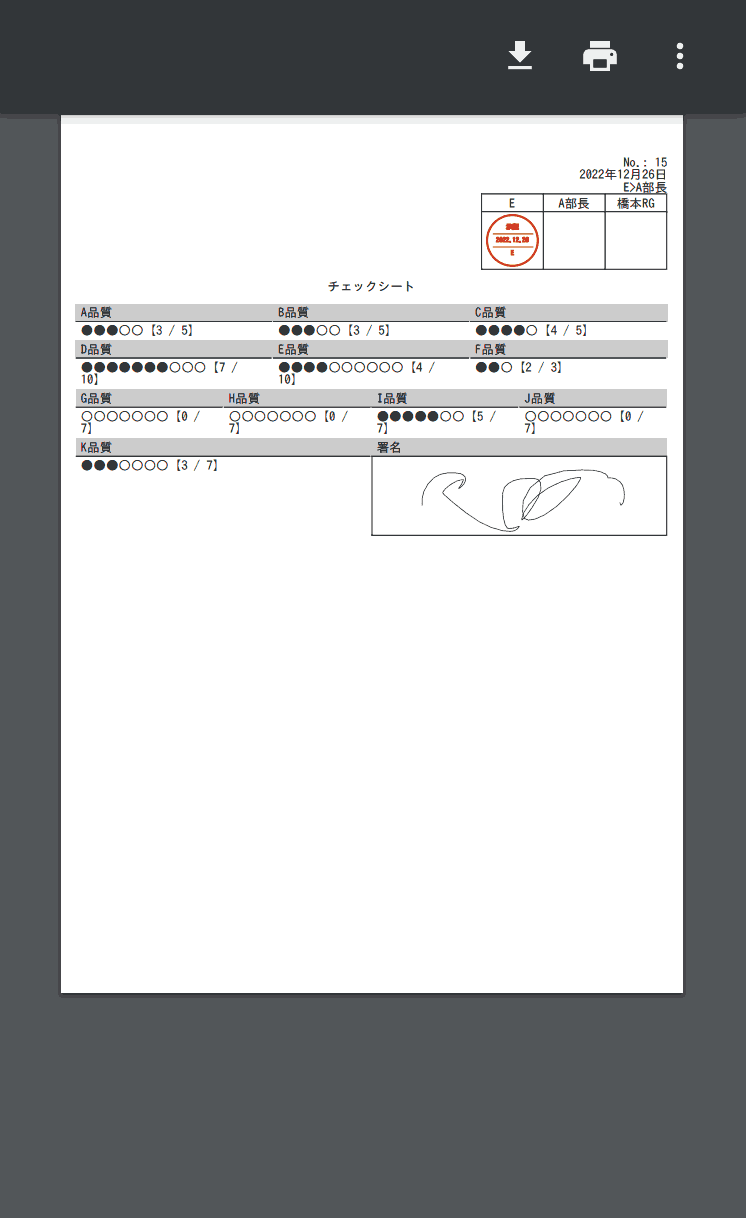 No.: 15
2022年12月26日
E>A部長
E A部長 橋本RG
2022.12.26
E
チェックシート
A品質 B品質 C品質
●●●○○【3 / 5】 ●●●○○【3 / 5】 ●●●●○【4 / 5】
D品質 E品質 F品質
●●●●●●●○○○【7 / ●●●●○○○○○○【4 / ●●○【2 / 3】
10】 10】
G品質 H品質 I品質 J品質
○○○○○○○【0 / ○○○○○○○【0 / ●●●●●○○【5 / ○○○○○○○【0 /
7】 7】 7】 7】
K品質 署名
●●●○○○○【3 / 7】